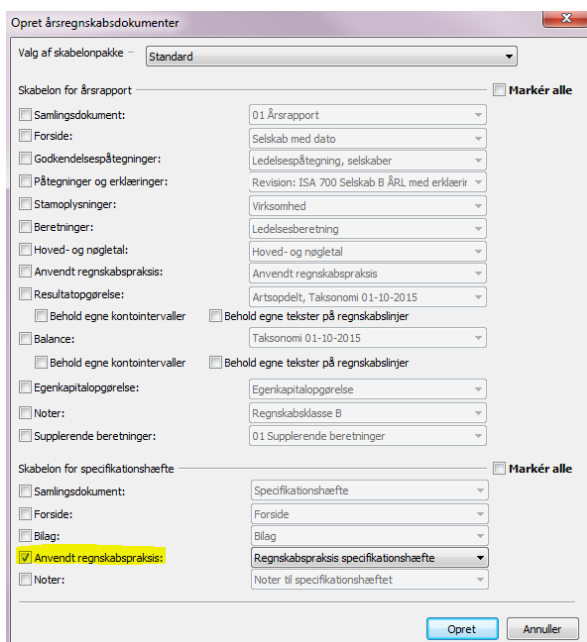 Opret årsregnskabsdokumenter
Valg af skabelonpakke Standard
Skabelon for årsrapport Markér alle
Samlingsdokument: 01 Årsrapport
Forside: Selskab med dato
Godkendelsespåtegninger: Ledelsespåtegning, selskaber
Påtegninger og erklæringer: Revision: ISA 700 Selskab B ÅRL med erklærir
Stamoplysninger: Virksomhed
Beretninger: Ledelsesberetning
Hoved- og nøgletal: Hoved- og nøgletal
Anvendt regnskabspraksis: Anvendt regnskabspraksis
Resultatopgørelse: Artsopdelt, Taksonomi 01-10-2015
Behold egne kontointervaller Behold egne tekster på regnskabslinjer
Balance: Taksonomi 01-10-2015
Behold egne kontointervaller Behold egne tekster på regnskabslinjer
Egenkapitalopgørelse: Egenkapitalopgørelse
Noter: Regnskabsklasse B
Supplerende beretninger: 01 Supplerende beretninger
Skabelon for specifikationshæfte Markér alle
Samlingsdokument: Specifikationshæfte
Forside: Forside
Bilag: Bilag
Anvendt regnskabspraksis: Regnskabspraksis specifikationshæfte
Noter: Noter til specifikationshæftet
Opret Annuller